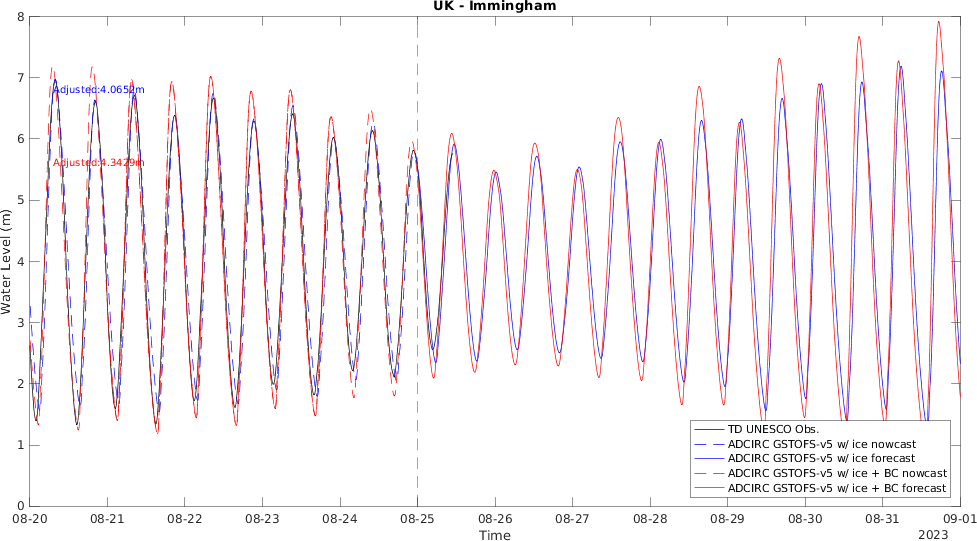 UK - Immingham
8
7
6
5
4
3
2
1
0
Water Level (m)
Adjusted:4.0652m
Adjusted:4.3429m
TD UNESCO Obs.
ADCIRC GSTOFS-v5 w/ ice nowcast
ADCIRC GSTOFS-v5 w/ ice forecast
ADCIRC GSTOFS-v5 w/ ice + BC nowcast
ADCIRC GSTOFS-v5 w/ ice + BC forecast
08-20 08-21 08-22 08-23 08-24 08-25 08-26 08-27 08-28 08-29 08-30 08-31 09-01
Time
2023